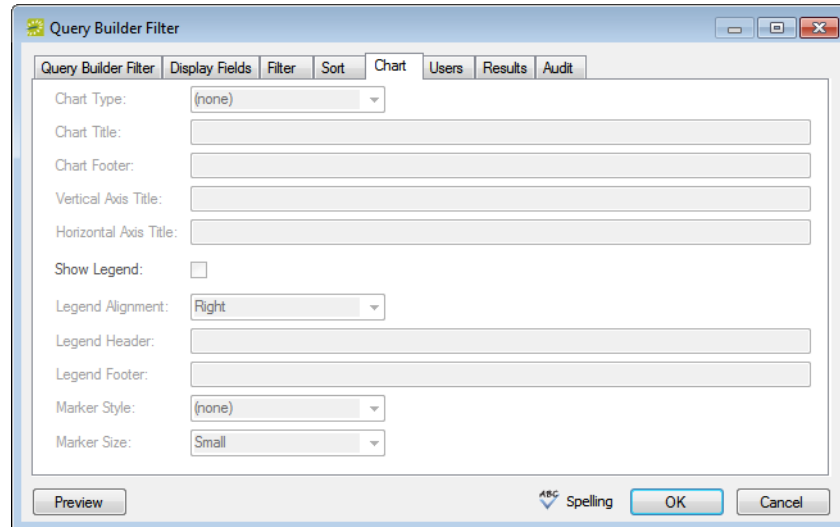 Query Builder Filter
Query Builder Filter Display Fields Filter Sort Chart Users Results Audit
Chart Type: (none)
Chart Title:
Chart Footer:
Vertical Axis Title:
Horizontal Axis Title:
Show Legend:
Legend Alignment: Right
Legend Header:
Legend Footer:
Marker Style: (none)
Marker Size: Small
Preview ABC Spelling OK Cancel